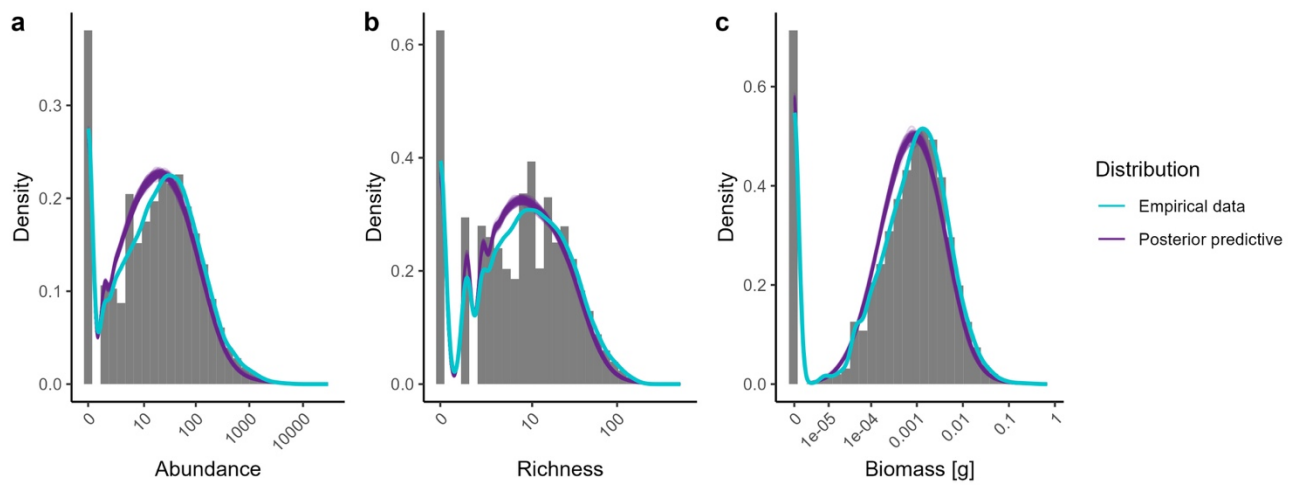 a
0.3
0.2
0.1
0.0
Density
0
10
100
1000
10000
Abundance
b
0.6
0.4
0.2
0.0
Density
0
10
100
Richness
c
0.6
0.4
0.2
0.0
Density
0
1e-05
1e-04
0.001
0.01
0.1
1
Biomass [g]
Distribution
Empirical data
Posterior predictive